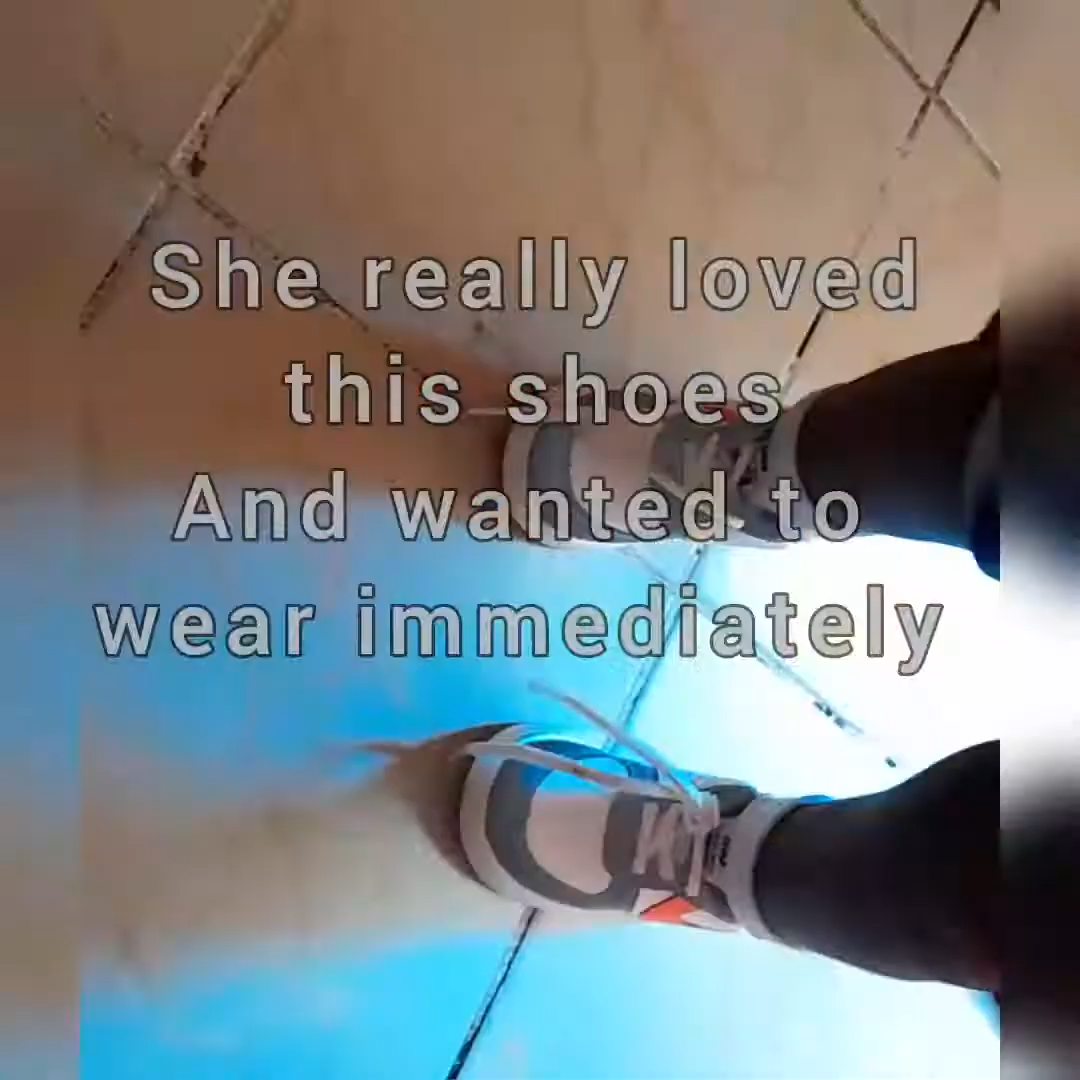 She really loved
this shoes
And wanted to
wear immediately